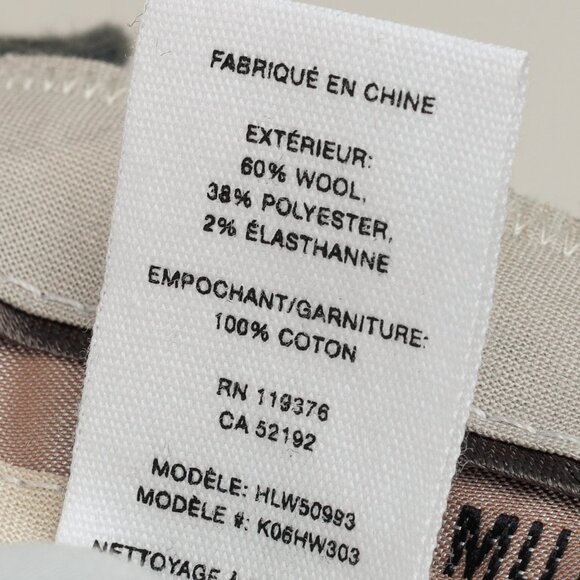 FABRIQUÉ EN CHINE
EXTÉRIEUR:
60% WOOL,
38% POLYESTER,
2% ÉLASTHANNE
EMPOCHANT/GARNITURE:
100% COTON
RN 119376
CA 52192
MODÈLE: HLW50993
MODÈLE #: K06HW303
NETTOYAGE